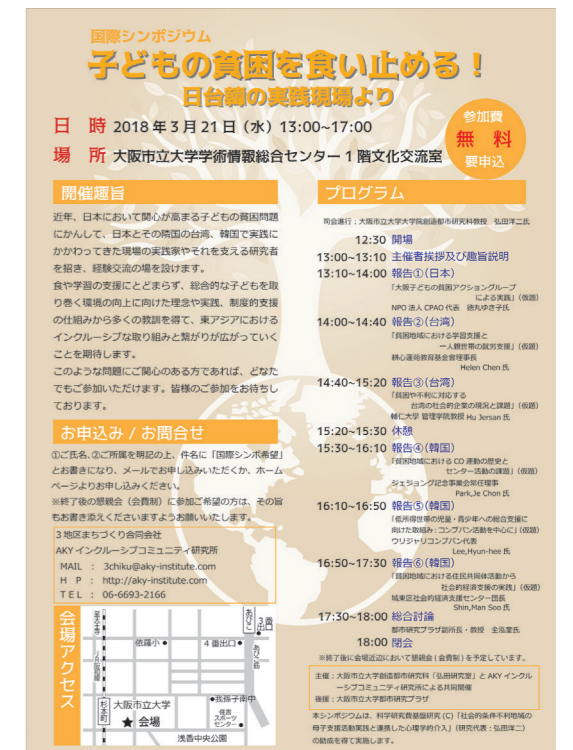 国際シンポジウム
子どもの貧困を食い止める！
日台韓の実践現場より
日　時 2018年3月21日（水）13:00~17:00
場　所 大阪市立大学学術情報総合センター1階文化交流室
参加費
無　料
要申込
開催趣旨
近年、日本において関心が高まる子どもの貧困問題
にかんして、日本とその隣国の台湾、韓国で実践に
かかわってきた現場の実践家やそれを支える研究者
を招き、経験交流の場を設けます。
食や学習の支援にとどまらず、総合的な子どもを取
り巻く環境の向上に向けた理念や実践、制度的支援
の仕組みから多くの教訓を得て、東アジアにおける
インクルーシブな取り組みと繋がりが広がっていく
ことを期待します。
このような問題にご関心のある方であれば、どなた
でもご参加いただけます。皆様のご参加をお待ちし
ております。
お申込み / お問合せ
①ご氏名、②ご所属を明記の上、件名に「国際シンポ希望」
とお書きになり、メールでお申し込みいただくか、ホーム
ページよりお申し込みください。
※終了後の懇親会（会費制）に参加ご希望の方は、その旨
もお書き添えくださいますようお願いいたします。
3地区まちづくり合同会社
AKYインクルーシブコミュニティ研究所
MAIL : 3chiku@aky-institute.com
H P : http://aky-institute.com
TEL : 06-6693-2166
会場アクセス
あびこ
3番出口
依羅小
4番出口
あびこ筋
JR阪和線
杉本町
大阪市立大学
★ 会場
我孫子南中
住吉スポーツセンター
浅香中央公園
プログラム
司会進行：大阪市立大学大学院創造都市研究科教授　弘田洋二氏
12:30 開場
13:00~13:10 主催者挨拶及び趣旨説明
13:10~14:00 報告①（日本）
「大阪子どもの貧困アクショングループ
による実践」（仮題）
NPO法人 CPAO代表　徳丸ゆき子氏
14:00~14:40 報告②（台湾）
「貧困地域における学習支援と
一人親世帯の就労支援」（仮題）
耕心蓮苑教育基金會理事長
Helen Chen氏
14:40~15:20 報告③（台湾）
「貧困や不利に対応する
台湾の社会的企業の現況と課題」（仮題）
輔仁大学 管理学院教授 Hu Jersan氏
15:20~15:30 休憩
15:30~16:10 報告④（韓国）
「貧困地域におけるCO運動の歴史と
センター活動の課題」（仮題）
ジェジョング記念事業会常任理事
Park,Je Chon氏
16:10~16:50 報告⑤（韓国）
「低所得世帯の児童・青少年への総合支援に
向けた取組み：コンブバン活動を中心に」（仮題）
ウリジャリコンブバン代表
Lee,Hyun-hee氏
16:50~17:30 報告⑥（韓国）
「貧困地域における住民共同体活動から
社会的経済支援の実践」（仮題）
城東区社会的経済支援センター団長
Shin,Man Soo氏
17:30~18:00 総合討論
都市研究プラザ副所長・教授　全泓奎氏
18:00 閉会
※終了後に会場近辺において懇親会（会費制）を予定しています。
主催：大阪市立大学創造都市研究科「弘田研究室」とAKYインクル
ーシブコミュニティ研究所による共同開催
後援：大阪市立大学都市研究プラザ
本シンポジウムは、科学研究費基盤研究（C）「社会的条件不利地域の
母子支援活動実践と連携した心理学的介入」（研究代表：弘田洋二）
の助成を得て実施します。